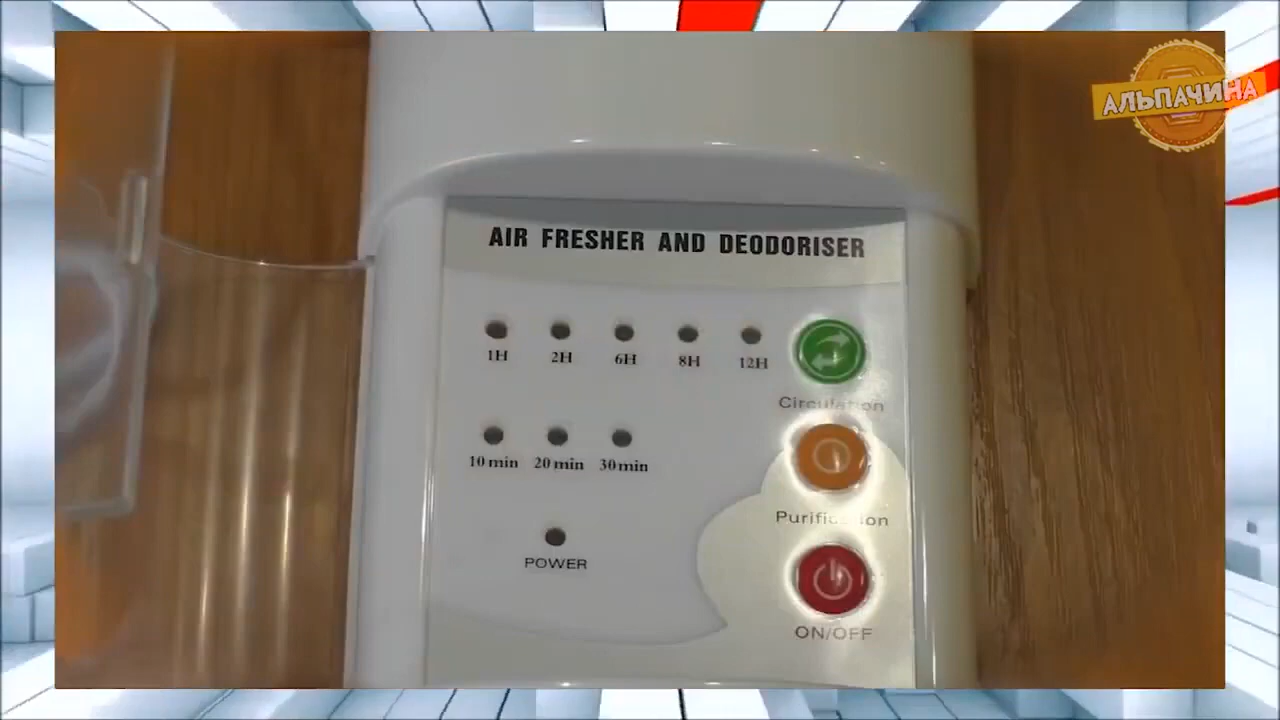 АЛЬПАЧИНА
AIR FRESHER AND DEODORISER
1H 2H 6H 8H 12H
Circulation
10 min 20 min 30 min
Purification
POWER
ON/OFF